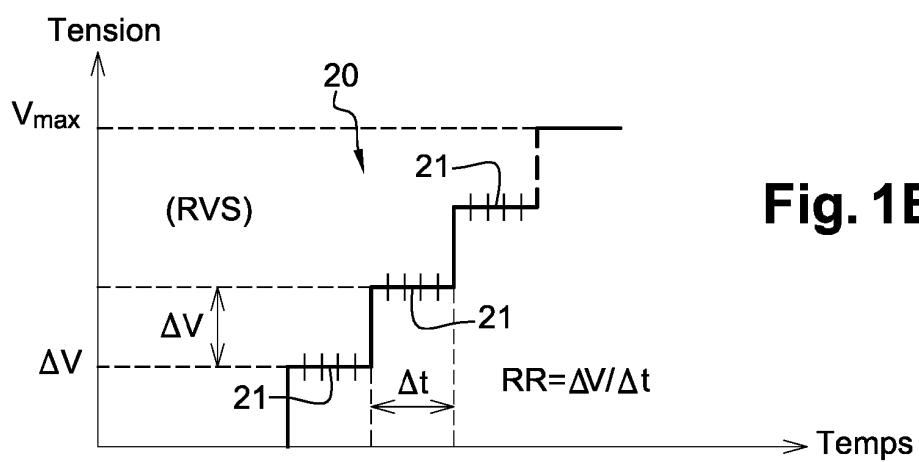 Tension
20
Vmax
21
(RVS)
Fig. 1B
ΔV
21
ΔV
Δt
RR=ΔV/Δt
21
Temps